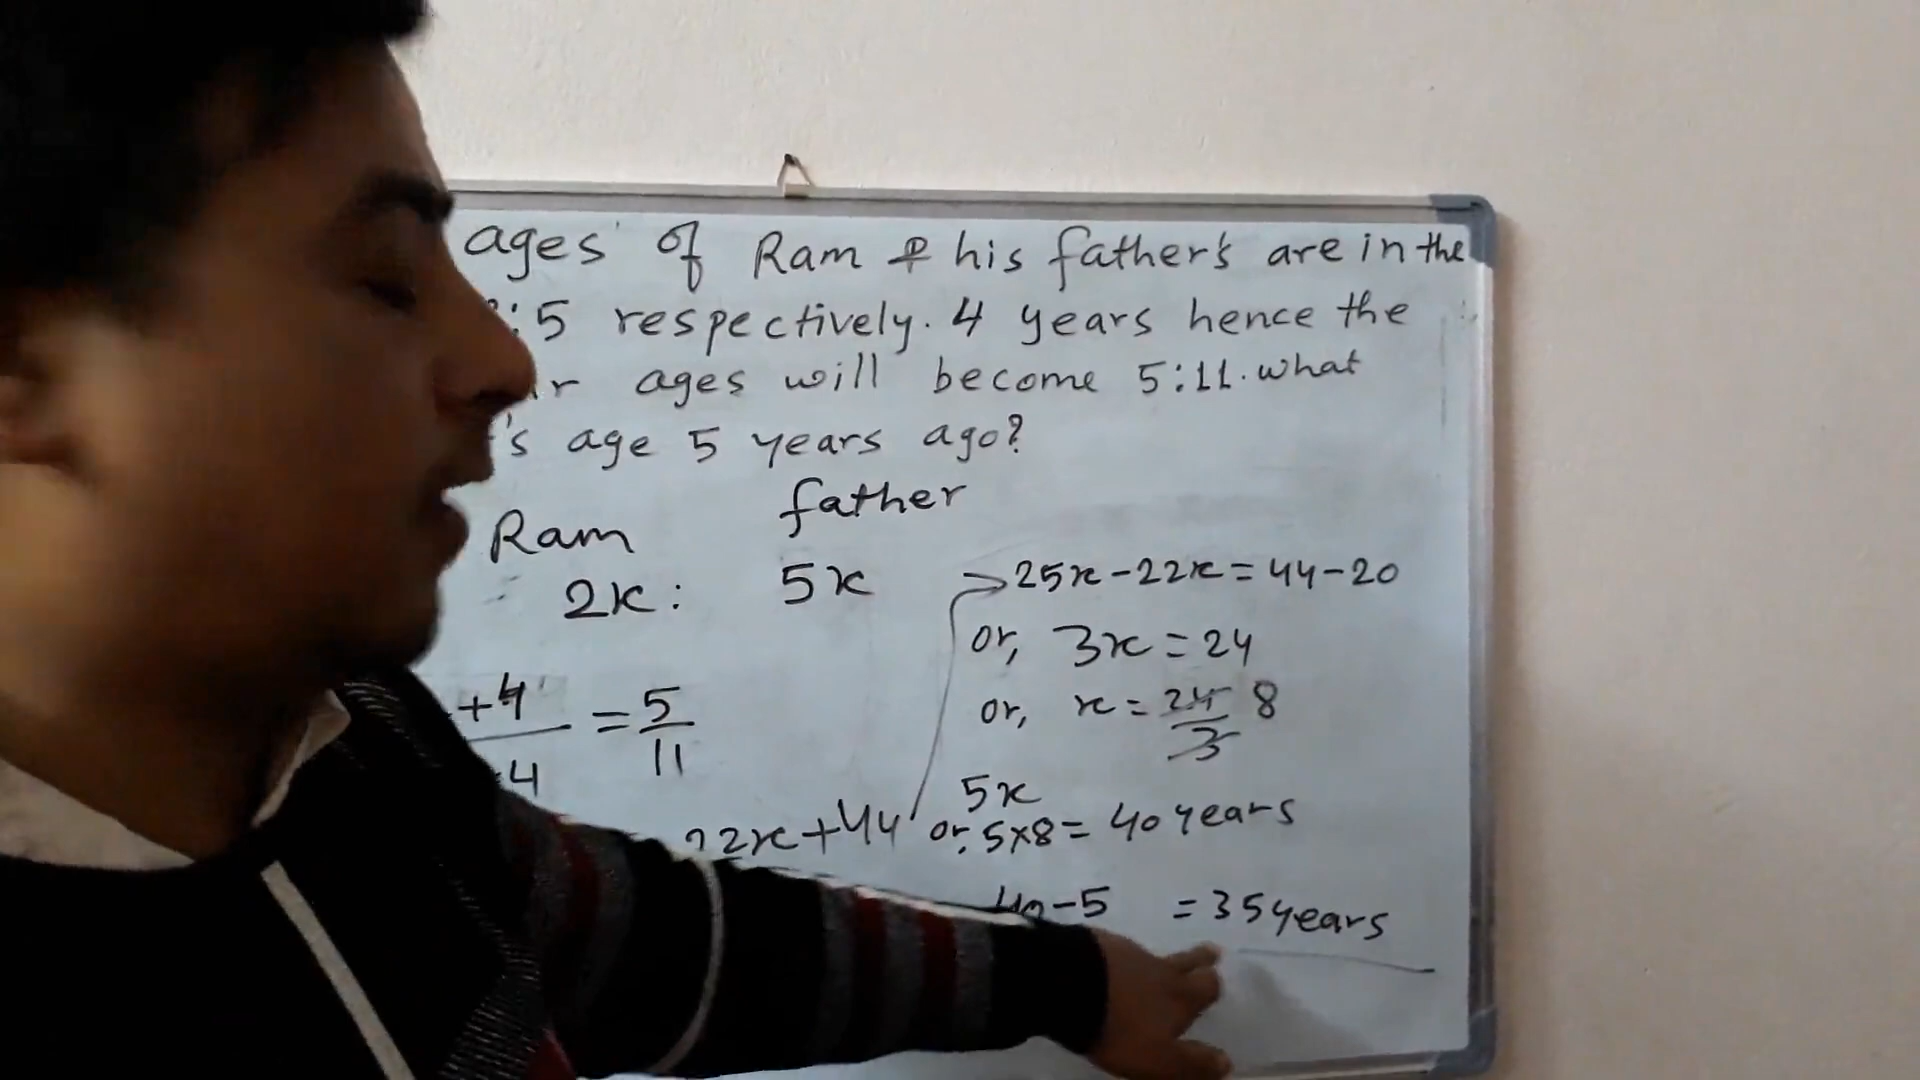 ages of Ram & his father's are in the
:5 respectively. 4 years hence the
r ages will become 5:11. what
's age 5 years ago?
Ram father
2x : 5x
+4 = 5
4 11
22x+44
25x-22x=44-20
or, 3x=24
or, x=24/3 8
5x
or, 5x8= 40 years
40-5 =35years